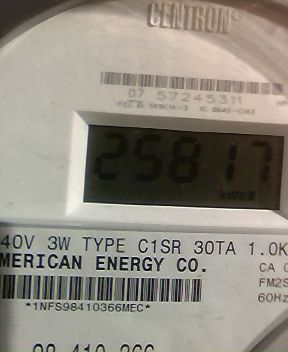 CENTRON®
07 57245311
25817
kWh
40V 3W TYPE C1SR 30TA 1.0K
MERICAN ENERGY CO.
CA
FM2S
60Hz
*1NFS98410366MEC*